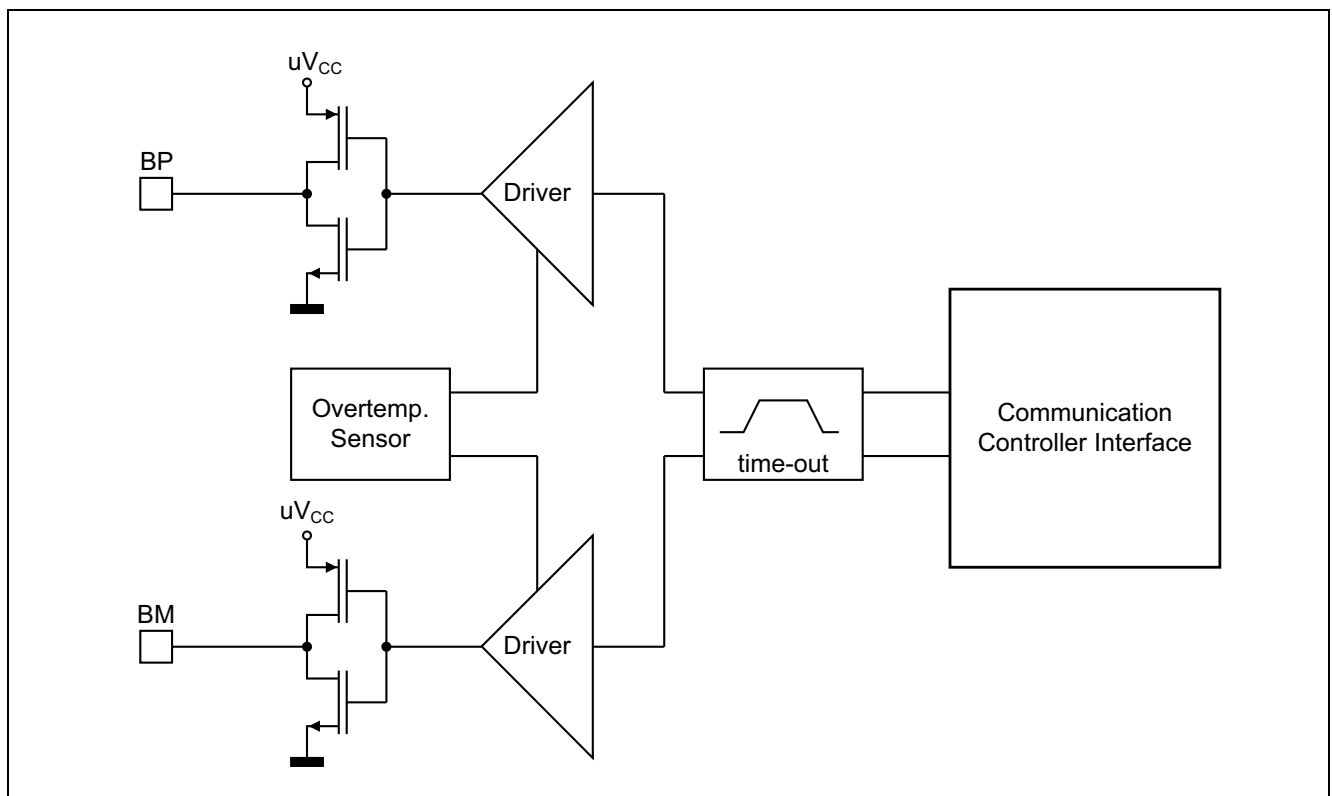 uVCC
BP
Driver
Overtemp.
Sensor
time-out
Communication
Controller Interface
uVCC
BM
Driver